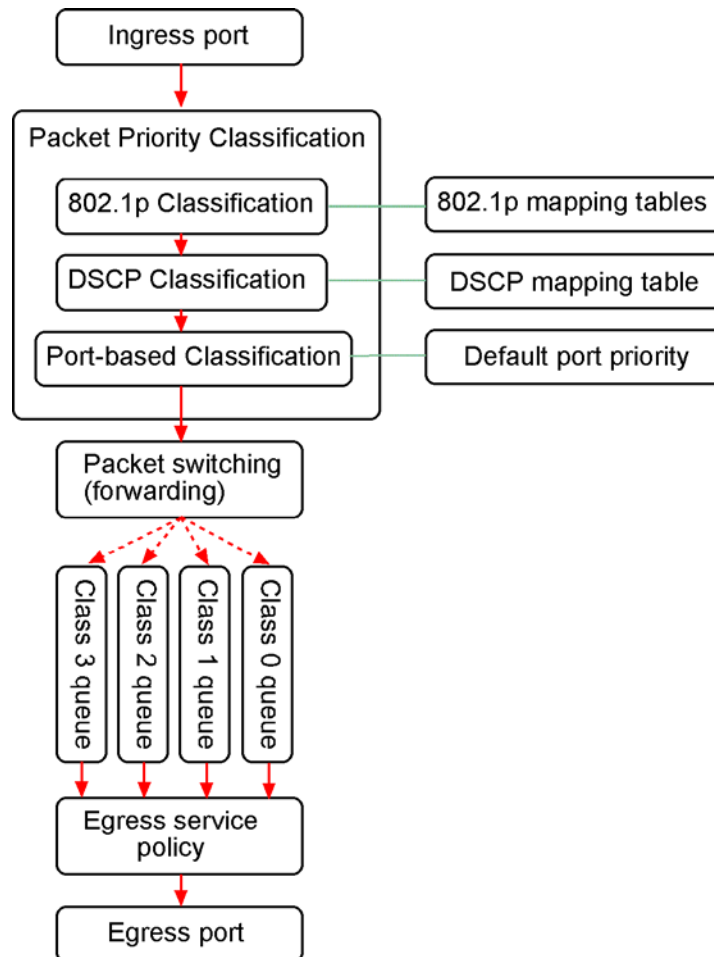 Ingress port
Packet Priority Classification
802.1p Classification
802.1p mapping tables
DSCP Classification
DSCP mapping table
Port-based Classification
Default port priority
Packet switching
(forwarding)
Class 3 queue
Class 2 queue
Class 1 queue
Class 0 queue
Egress service
policy
Egress port